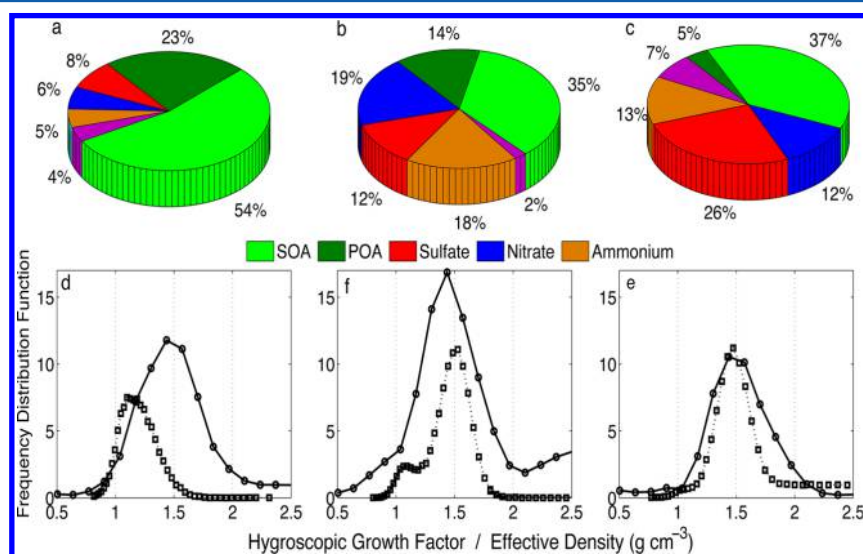 a
23%
8%
6%
5%
4%
54%
b
14%
19%
35%
12%
18%
2%
c
5%
37%
7%
13%
26%
12%
SOA POA Sulfate Nitrate Ammonium
Frequency Distribution Function
d
15
10
5
0
0.5 1 1.5 2 2.5
f
15
10
5
0
0.5 1 1.5 2 2.5
e
15
10
5
0
0.5 1 1.5 2 2.5
Hygroscopic Growth Factor / Effective Density (g cm⁻³)